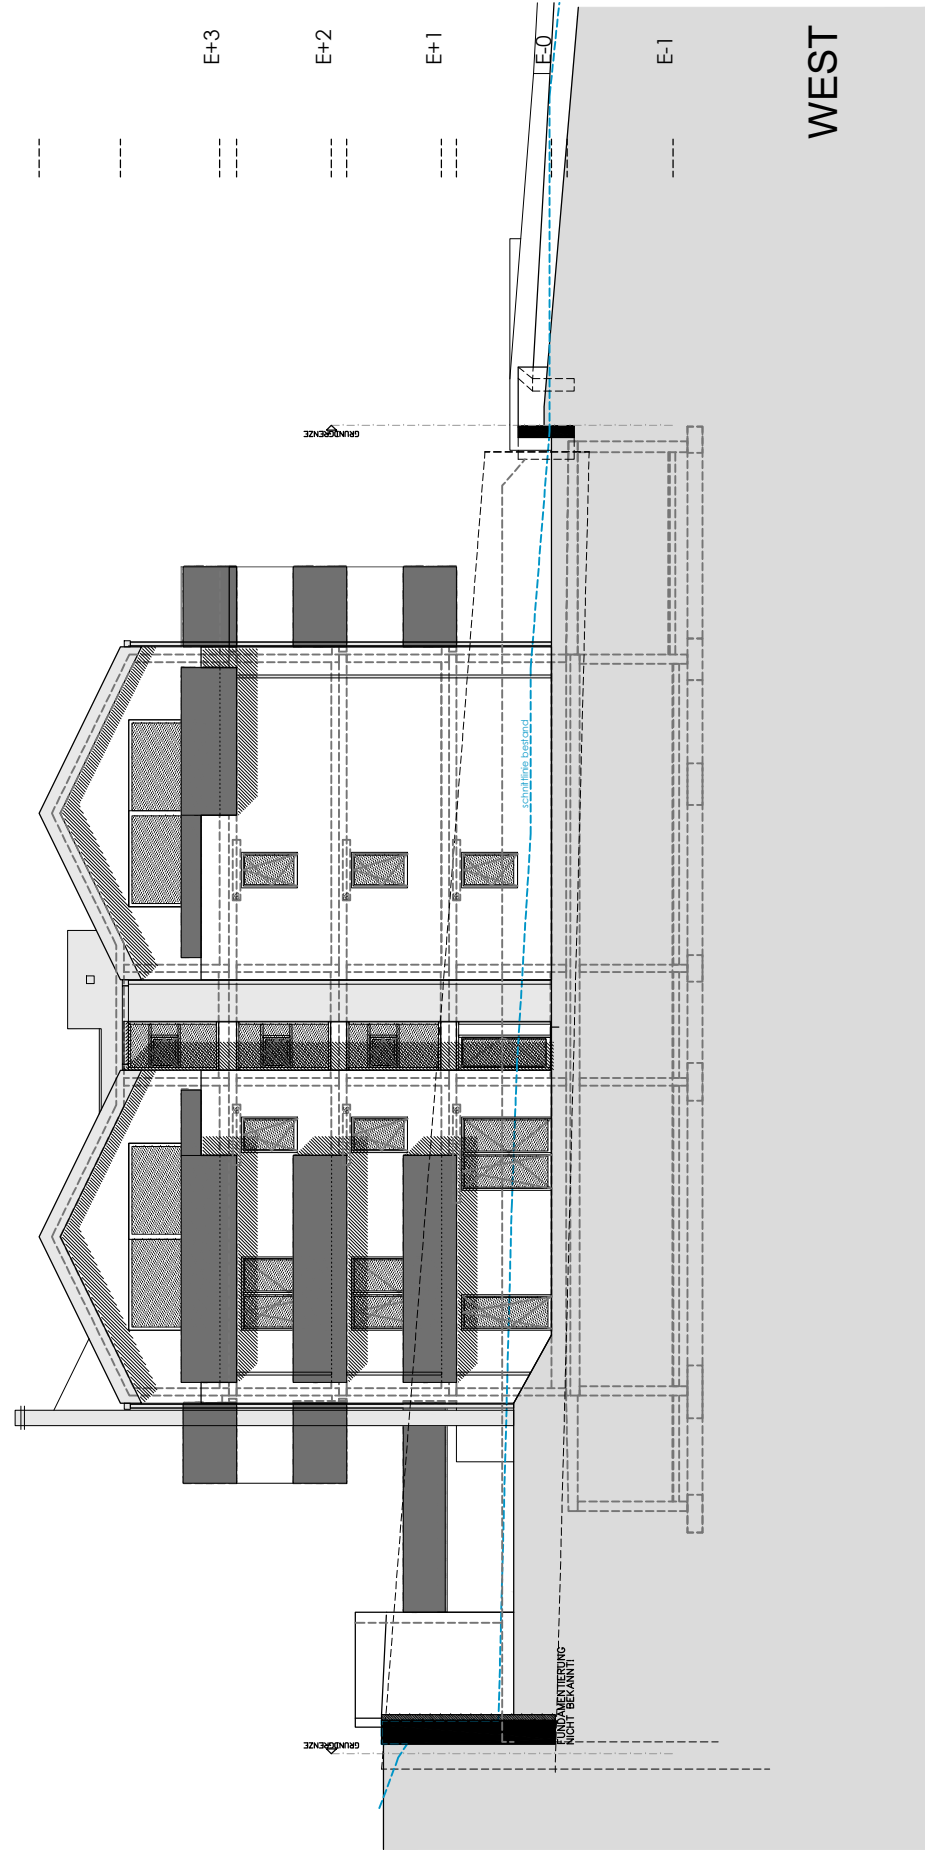 E+3
E+2
E+1
E-0
E-1
WEST
GRUNDGRENZE
schnittlinie bestand
GRUNDGRENZE
FUNDAMENTIERUNG
NICHT BEKANNT!